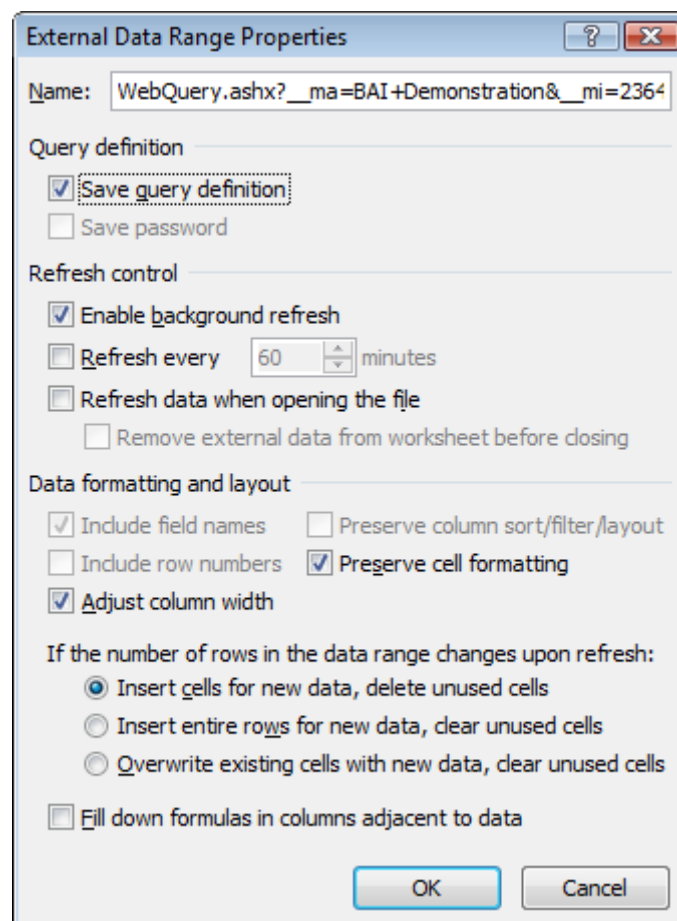 External Data Range Properties
Name: WebQuery.ashx?__ma=BAI+Demonstration&__mi=2364
Query definition
Save query definition
Save password
Refresh control
Enable background refresh
Refresh every 60 minutes
Refresh data when opening the file
Remove external data from worksheet before closing
Data formatting and layout
Include field names Preserve column sort/filter/layout
Include row numbers Preserve cell formatting
Adjust column width
If the number of rows in the data range changes upon refresh:
Insert cells for new data, delete unused cells
Insert entire rows for new data, clear unused cells
Overwrite existing cells with new data, clear unused cells
Fill down formulas in columns adjacent to data
OK Cancel